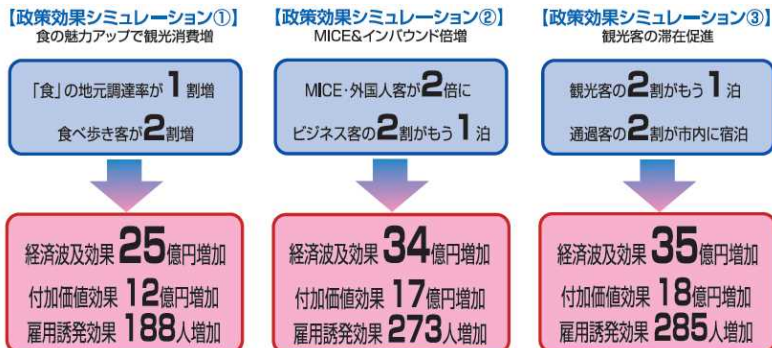 【政策効果シミュレーション①】
食の魅力アップで観光消費増
「食」の地元調達率が1割増
食べ歩き客が2割増
経済波及効果25億円増加
付加価値効果12億円増加
雇用誘発効果188人増加
【政策効果シミュレーション②】
MICE&インバウンド倍増
MICE・外国人客が2倍に
ビジネス客の2割がもう1泊
経済波及効果34億円増加
付加価値効果17億円増加
雇用誘発効果273人増加
【政策効果シミュレーション③】
観光客の滞在促進
観光客の2割がもう1泊
通過客の2割が市内に宿泊
経済波及効果35億円増加
付加価値効果18億円増加
雇用誘発効果285人増加